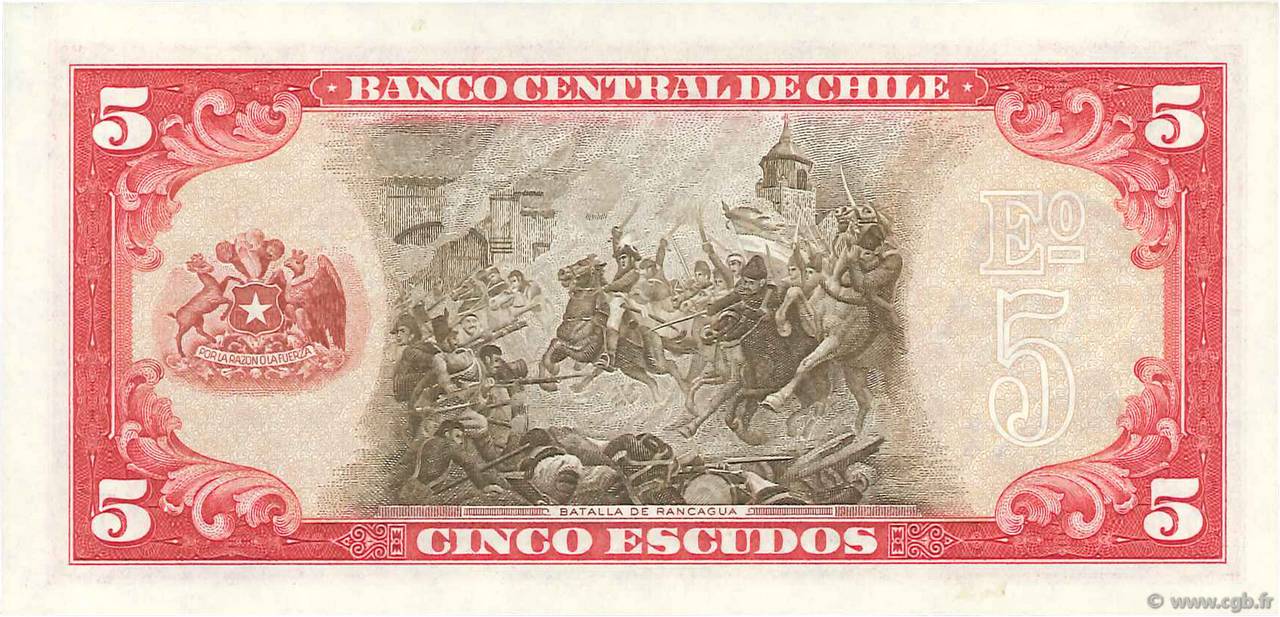 5 BANCO CENTRAL DE CHILE 5
Eº
5
POR LA RAZON O LA FUERZA
BATALLA DE RANCAGUA
5 CINCO ESCUDOS 5
© www.cgb.fr